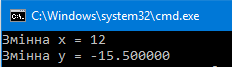 C:\Windows\system32\cmd.exe
Змінна x = 12
Змінна y = -15.500000